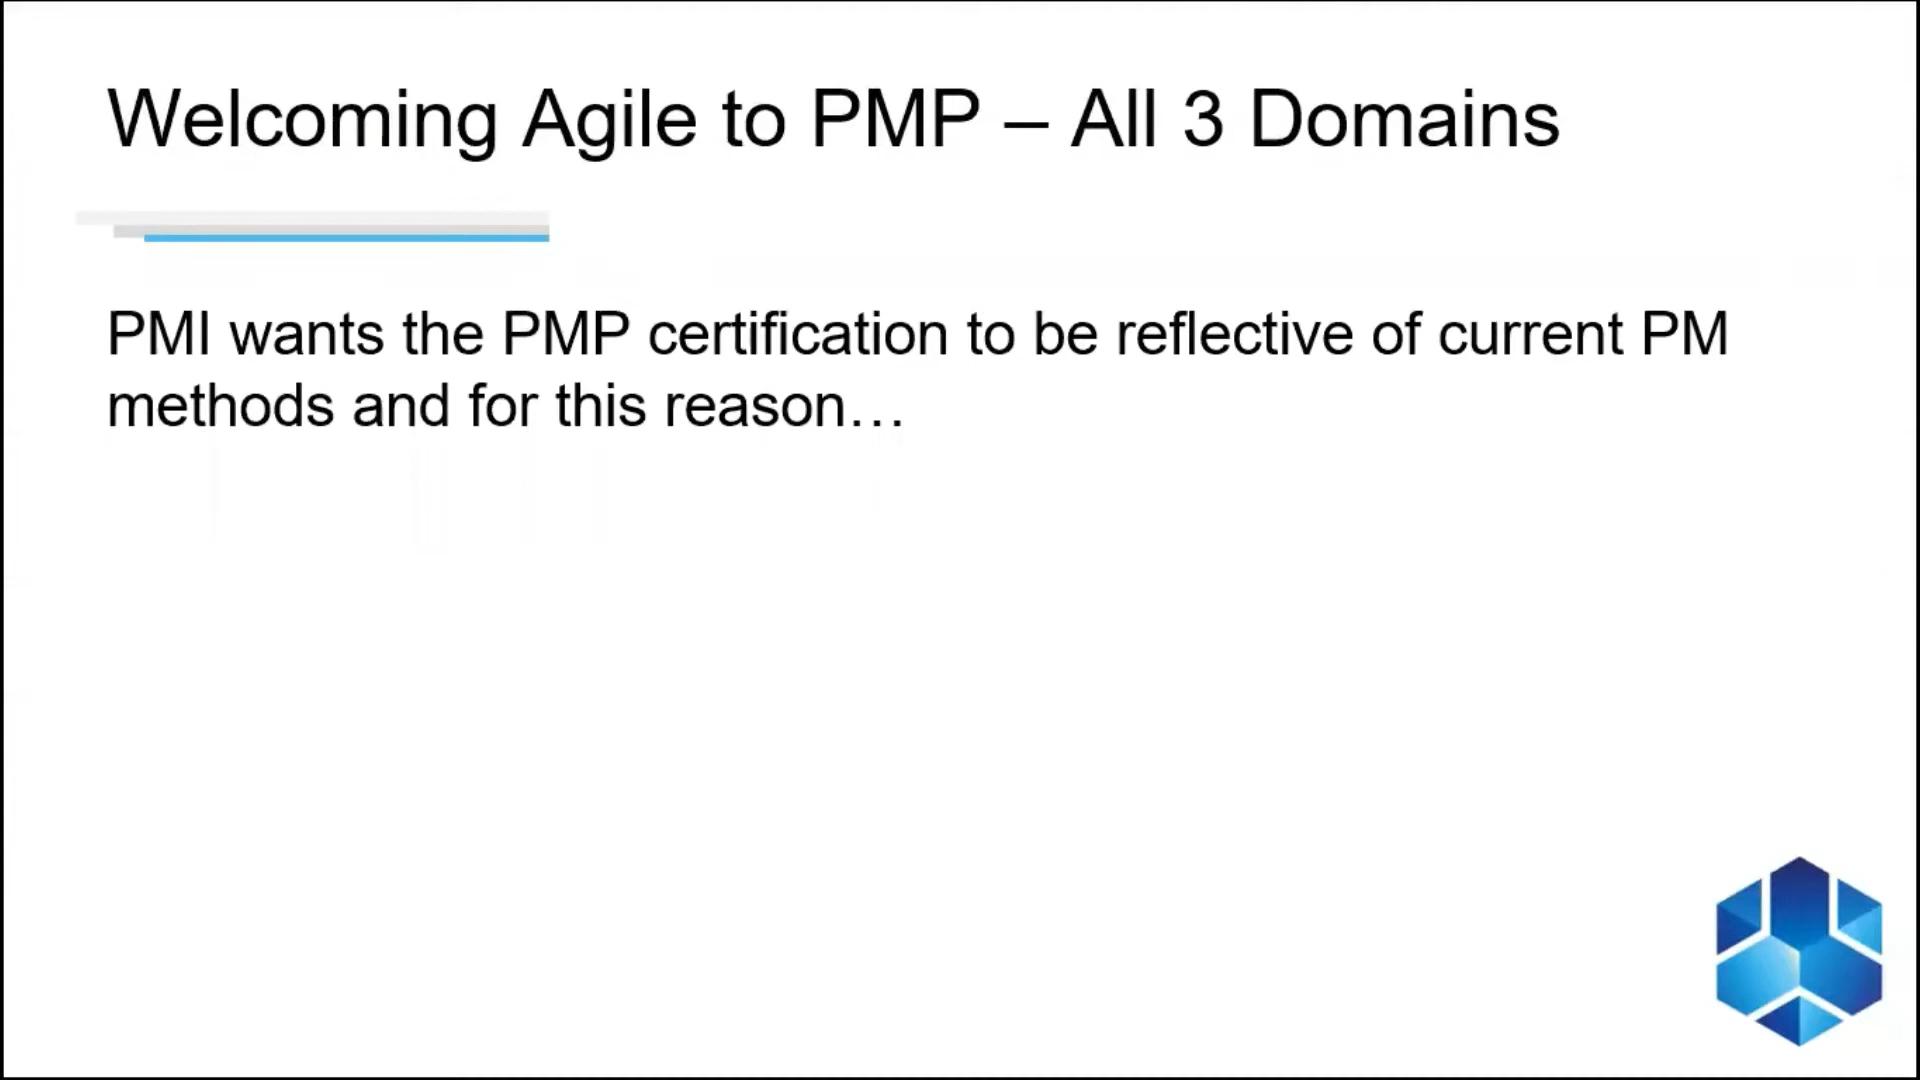 Welcoming Agile to PMP – All 3 Domains
PMI wants the PMP certification to be reflective of current PM
methods and for this reason…